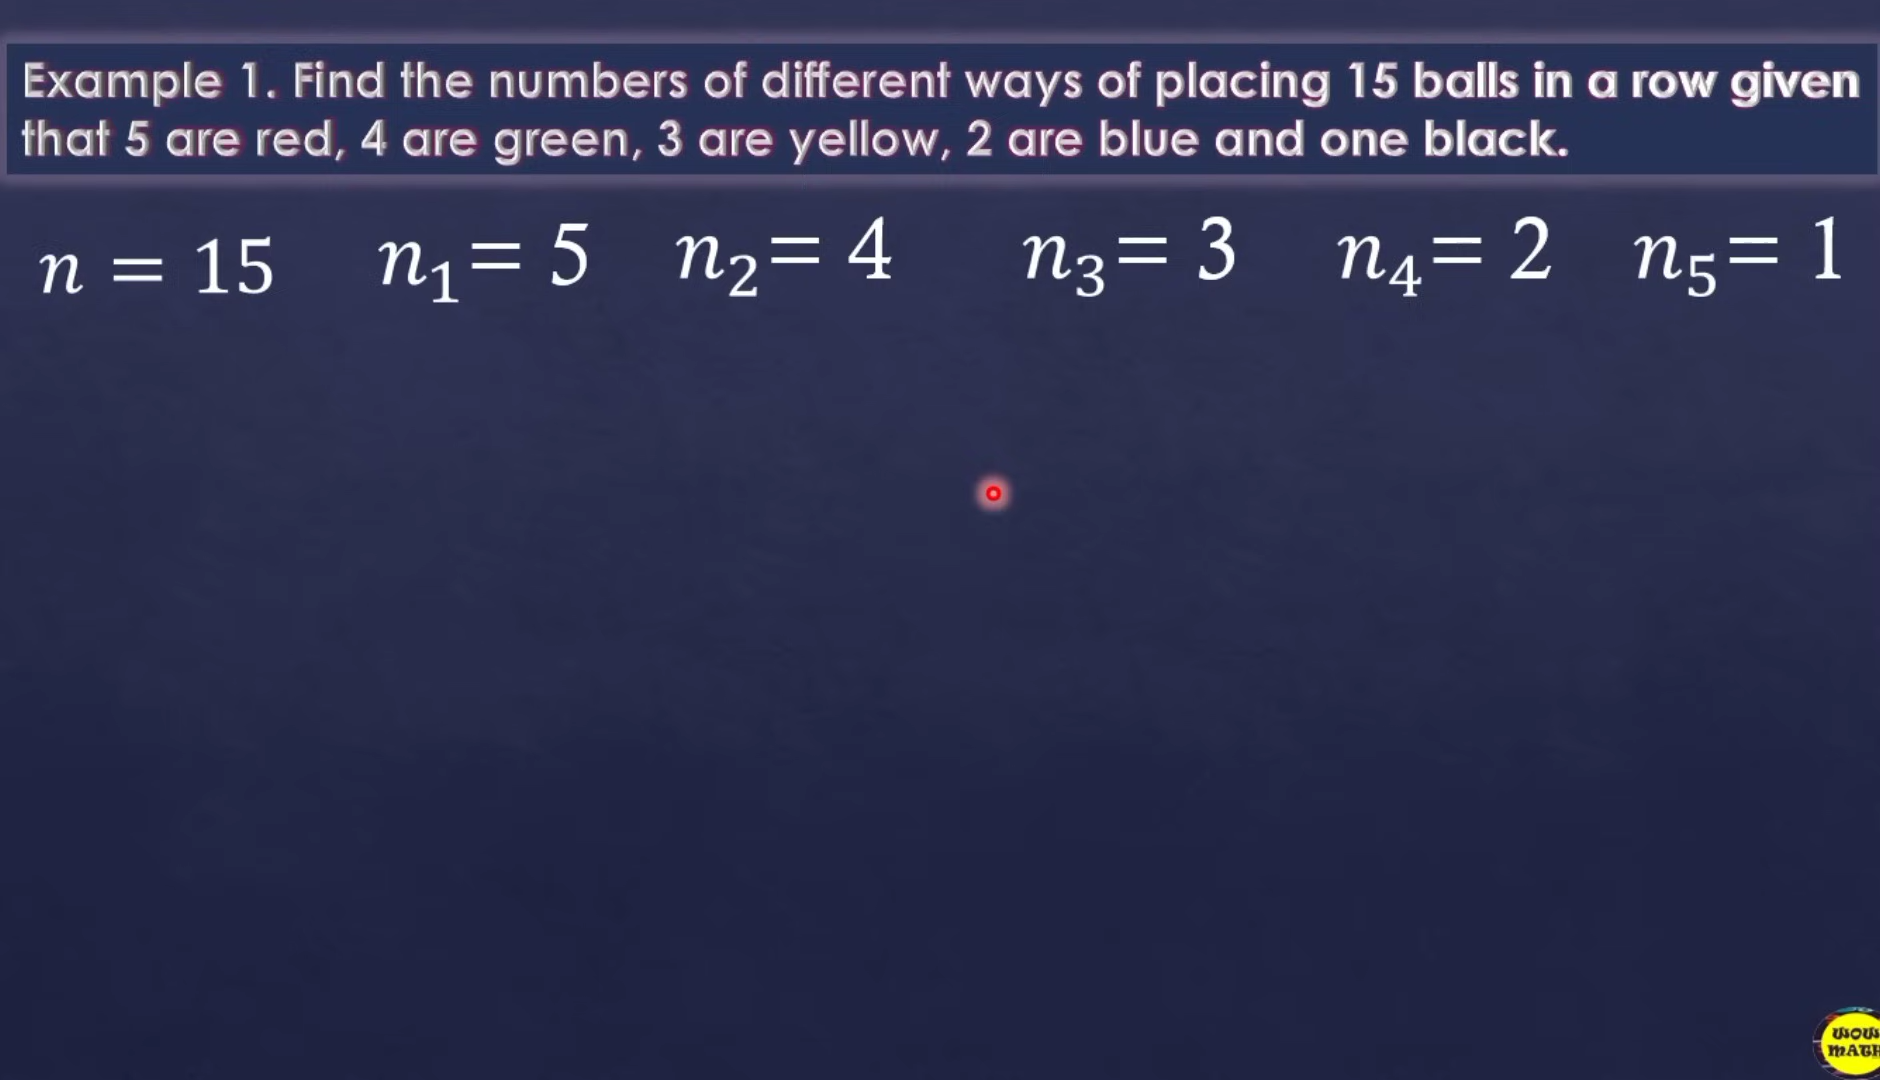 Example 1. Find the numbers of different ways of placing 15 balls in a row given
that 5 are red, 4 are green, 3 are yellow, 2 are blue and one black.
n = 15 n₁= 5 n₂= 4 n₃= 3 n₄= 2 n₅= 1
WOW
MATH